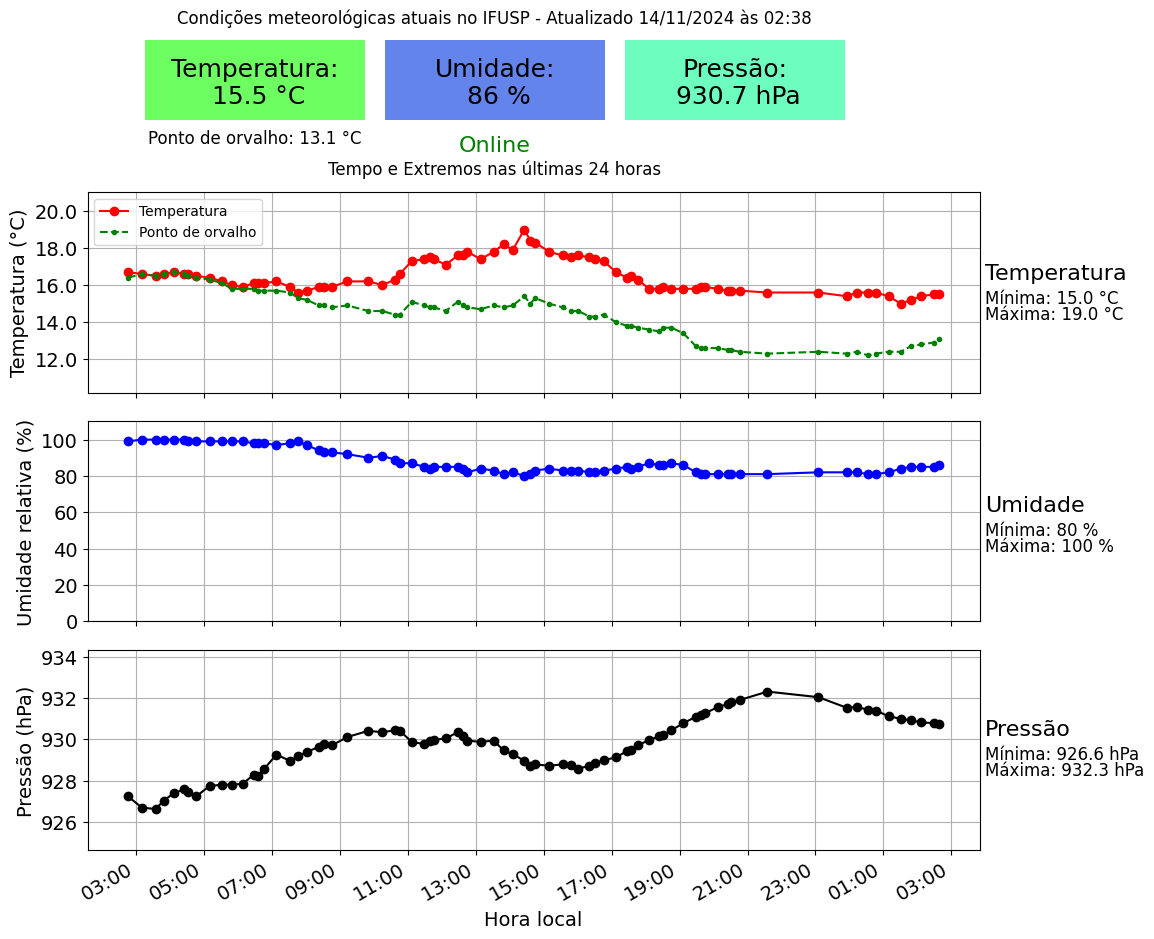 Condições meteorológicas atuais no IFUSP - Atualizado 14/11/2024 às 02:38
Temperatura:
15.5 °C
Umidade:
86 %
Pressão:
930.7 hPa
Ponto de orvalho: 13.1 °C
Online
Tempo e Extremos nas últimas 24 horas
Temperatura (°C)
20.0
18.0
16.0
14.0
12.0
Temperatura
Ponto de orvalho
Temperatura
Mínima: 15.0 °C
Máxima: 19.0 °C
Umidade relativa (%)
100
80
60
40
20
0
Umidade
Mínima: 80 %
Máxima: 100 %
Pressão (hPa)
934
932
930
928
926
Pressão
Mínima: 926.6 hPa
Máxima: 932.3 hPa
03:00 05:00 07:00 09:00 11:00 13:00 15:00 17:00 19:00 21:00 23:00 01:00 03:00
Hora local